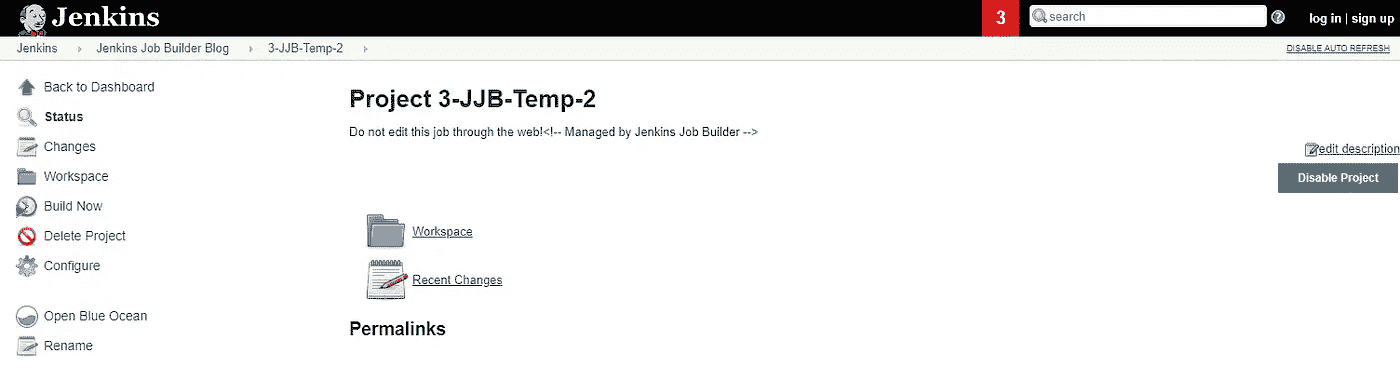 Jenkins
3
search
log in | sign up
Jenkins
Jenkins Job Builder Blog
3-JJB-Temp-2
DISABLE AUTO REFRESH
Back to Dashboard
Status
Changes
Workspace
Build Now
Delete Project
Configure
Open Blue Ocean
Rename
Project 3-JJB-Temp-2
Do not edit this job through the web!<!-- Managed by Jenkins Job Builder -->
edit description
Disable Project
Workspace
Recent Changes
Permalinks